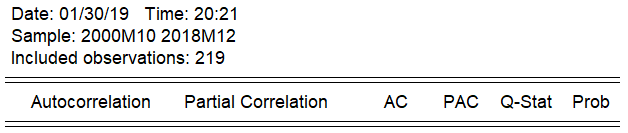 Date: 01/30/19 Time: 20:21
Sample: 2000M10 2018M12
Included observations: 219
Autocorrelation Partial Correlation AC PAC Q-Stat Prob